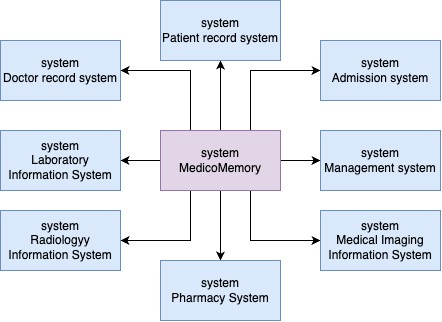 system
Patient record system
system
Doctor record system
system
Admission system
system
Laboratory
Information System
system
MedicoMemory
system
Management system
system
Radiologyy
Information System
system
Medical Imaging
Information System
system
Pharmacy System